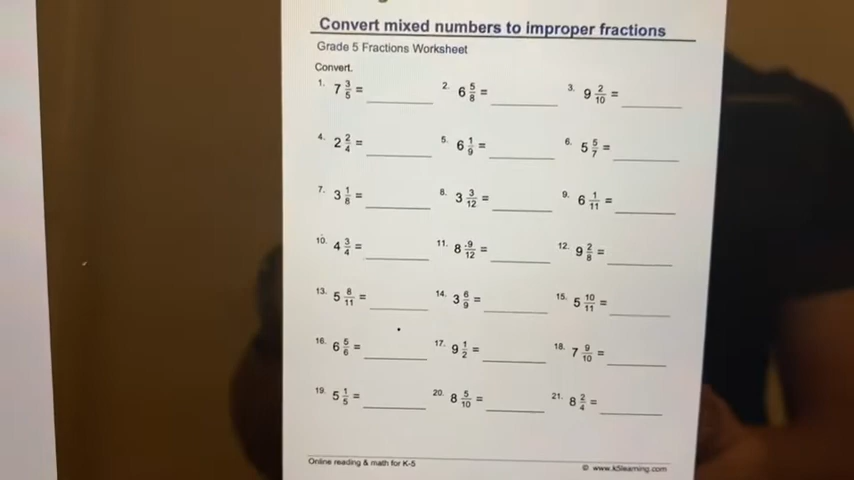 Convert mixed numbers to improper fractions
Grade 5 Fractions Worksheet
Convert.
1. 7 3/5 = 2. 6 5/8 = 3. 9 2/10 =
4. 2 2/4 = 5. 6 1/9 = 6. 5 5/7 =
7. 3 1/8 = 8. 3 3/12 = 9. 6 1/11 =
10. 4 3/4 = 11. 8 9/12 = 12. 9 2/8 =
13. 5 8/11 = 14. 3 6/9 = 15. 5 10/11 =
16. 6 5/6 = 17. 9 1/2 = 18. 7 9/10 =
19. 5 1/5 = 20. 8 5/10 = 21. 8 2/4 =
Online reading & math for K-5 © www.k5learning.com